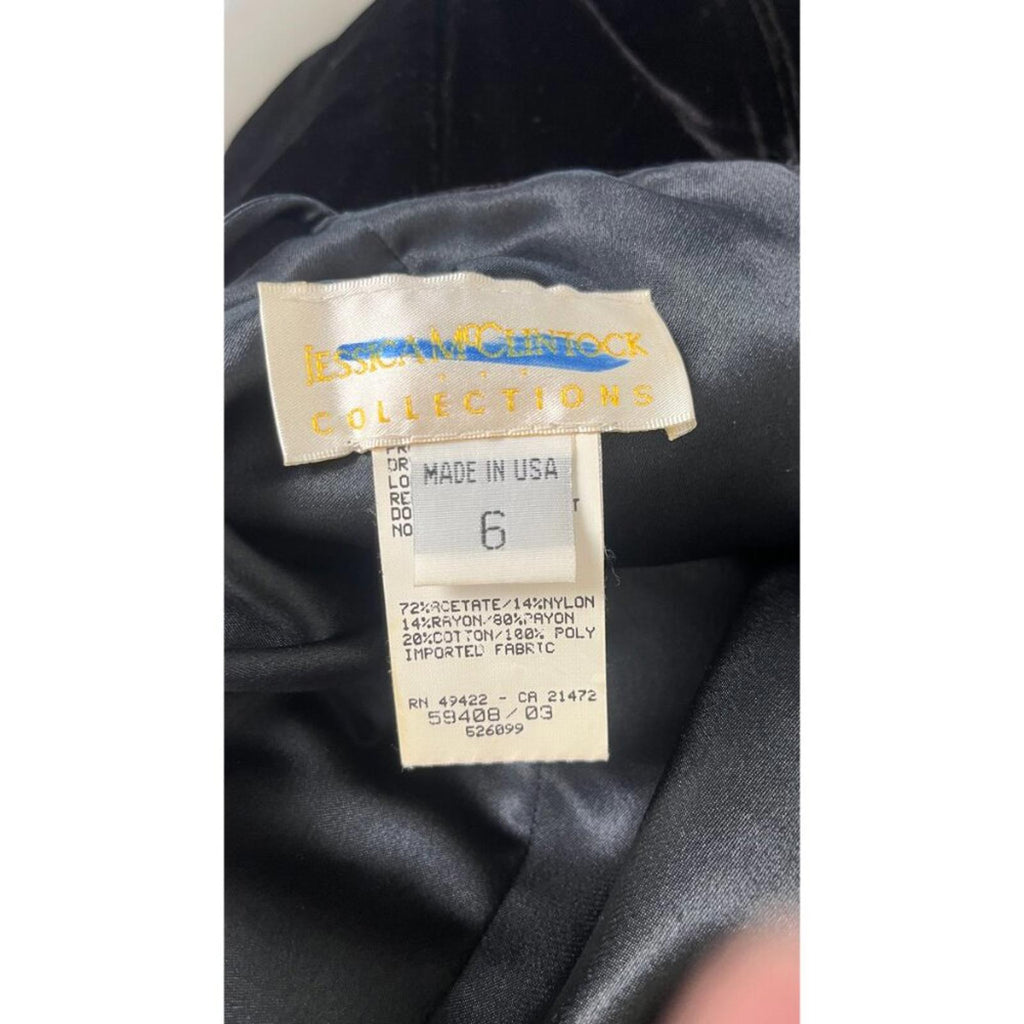 JESSICA McCLINTOCK
COLLECTIONS
MADE IN USA
6
72%ACETATE/14%NYLON
14%RAYON/80%RAYON
20%COTTON/100% POLY
IMPORTED FABRIC
RN 49422 - CA 21472
59408/03
526099